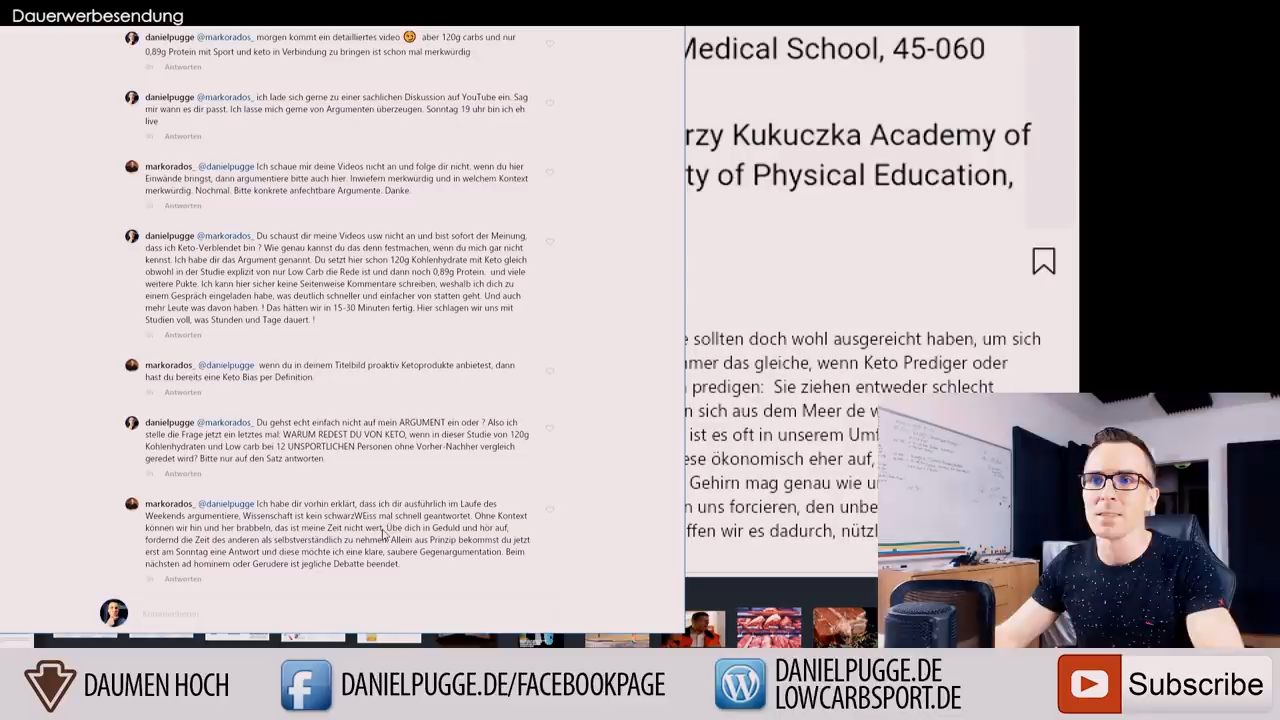 Dauerwerbesendung
danielpugge @markorados_ morgen kommt ein detailliertes video 😏 aber 120g carbs und nur
0,89g Protein mit Sport und keto in Verbindung zu bringen ist schon mal merkwürdig
Antworten
danielpugge @markorados_ ich lade sich gerne zu einer sachlichen Diskussion auf YouTube ein. Sag
mir wann es dir passt. Ich lasse mich gerne von Argumenten überzeugen. Sonntag 19 uhr bin ich eh
live
Antworten
markorados_ @danielpugge Ich schaue mir deine Videos nicht an und folge dir nicht, wenn du hier
Einwände bringst, dann argumentiere bitte auch hier. Inwiefern merkwürdig und in welchem Kontext
merkwürdig. Nochmal. Bitte konkrete anfechtbare Argumente. Danke.
Antworten
danielpugge @markorados_ Du schaust dir meine Videos usw nicht an und bist sofort der Meinung,
dass ich Keto-Verblendet bin ? Wie genau kannst du das denn festmachen, wenn du mich gar nicht
kennst. Ich habe dir das Argument genannt. Du setzt hier schon 120g Kohlenhydrate mit Keto gleich
obwohl in der Studie explizit von nur Low Carb die Rede ist und dann noch 0,89g Protein. und viele
weitere Pukte. Ich kann hier sicher keine Seitenweise Kommentare schreiben, weshalb ich dich zu
einem Gespräch eingeladen habe, was deutlich schneller und einfacher von statten geht. Und auch
mehr Leute was davon haben. ! Das hätten wir in 15-30 Minuten fertig. Hier schlagen wir uns mit
Studien voll, was Stunden und Tage dauert. !
Antworten
markorados_ @danielpugge wenn du in deinem Titelbild proaktiv Ketoprodukte anbietest, dann
hast du bereits eine Keto Bias per Definition.
Antworten
danielpugge @markorados_ Du gehst echt einfach nicht auf mein ARGUMENT ein oder ? Also ich
stelle die Frage jetzt ein letztes mal: WARUM REDEST DU VON KETO, wenn in dieser Studie von 120g
Kohlenhydraten und Low carb bei 12 UNSPORTLICHEN Personen ohne Vorher-Nachher vergleich
geredet wird? Bitte nur auf den Satz antworten.
Antworten
markorados_ @danielpugge Ich habe dir vorhin erklärt, dass ich dir ausführlich im Laufe des
Weekends argumentiere, Wissenschaft ist kein schwarzWEiss mal schnell geantwortet. Ohne Kontext
können wir hin und her brabbeln, das ist meine Zeit nicht wert. Übe dich in Geduld und hör auf,
fordernd die Zeit des anderen als selbstverständlich zu nehmen. Allein aus Prinzip bekommst du jetzt
erst am Sonntag eine Antwort und diese möchte ich eine klare, saubere Gegenargumentation. Beim
nächsten ad hominem oder Gerudere ist jegliche Debatte beendet.
Antworten
Kommentieren
Medical School, 45-060
rzy Kukuczka Academy of
ty of Physical Education,
e sollten doch wohl ausgereicht haben, um sich
mer das gleiche, wenn Keto Prediger oder
predigen: Sie ziehen entweder schlecht
n sich aus dem Meer de w
ist es oft in unserem Umf
ese ökonomisch eher auf,
Gehirn mag genau wie u
n uns forcieren, den unbe
ffen wir es dadurch, nützl
DAUMEN HOCH
DANIELPUGGE.DE/FACEBOOKPAGE
DANIELPUGGE.DE
LOWCARBSPORT.DE
Subscribe